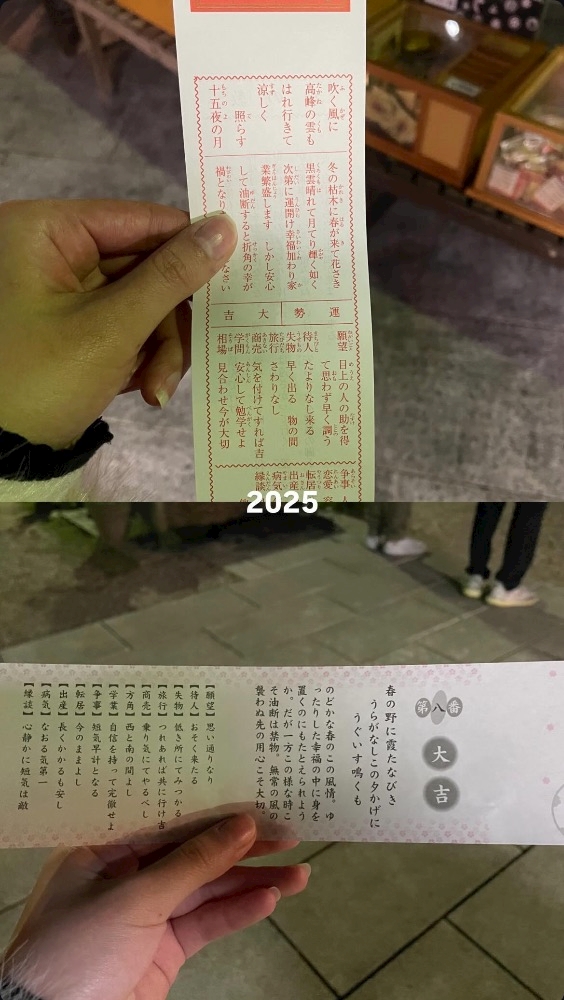 吹く風に
高峰の雲も
はれ行きて
涼しく
照らす
十五夜の月
冬の枯木に春が来て花さき
黒雲晴れて月てり輝く如く
次第に運開け幸福加わり家
業繁盛します しかし安心
して油断すると折角の幸が
禍となり
なさい
運勢 大吉
願望 目上の人の助を得
て思わず早く調う
待人 たよりなし来る
失物 早く出る 物の間
旅行 さわりなし
商売 気を付けてすれば吉
学問 安心して勉学せよ
相場 見合わせ今が大切
争事 人
恋愛
転居
出産
病気
縁談
2025
第八番
大吉
春の野に霞たなびき
うらがなしこの夕かげに
うぐいす鳴くも
のどかな春のこの風情。ゆ
ったりした幸福の中に身を
置くのにもたとえられよう
か。だが一方この様な時こ
そ油断は禁物。無常の風の
襲わぬ先の用心こそ大切。
【願望】思い通りなり
【待人】おそく来たる
【失物】低き所にてみつかる
【旅行】つれあれば共に行け吉
【商売】乗り気にてやるべし
【方角】西と南の間よし
【学業】自信を持って完徹せよ
【争事】短気早計となる
【転居】今のままよし
【出産】長くかかるも安し
【病気】なおる気第一
【縁談】心静かに短気は敵